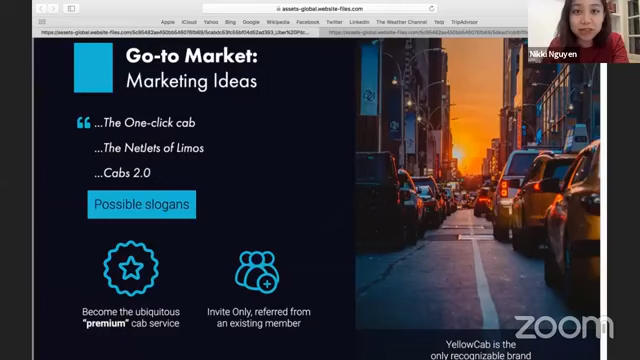 assets-global.website-files.com
Apple iCloud Yahoo Bing Google Wikipedia Facebook Twitter LinkedIn The Weather Channel Yelp TripAdvisor
Nikki Nguyen
Go-to Market:
Marketing Ideas
“ ...The One-click cab
...The NetJets of Limos
...Cabs 2.0
Possible slogans
Become the ubiquitous
"premium" cab service
Invite Only, referred from
an existing member
YellowCab is the
only recognizable brand
zoom